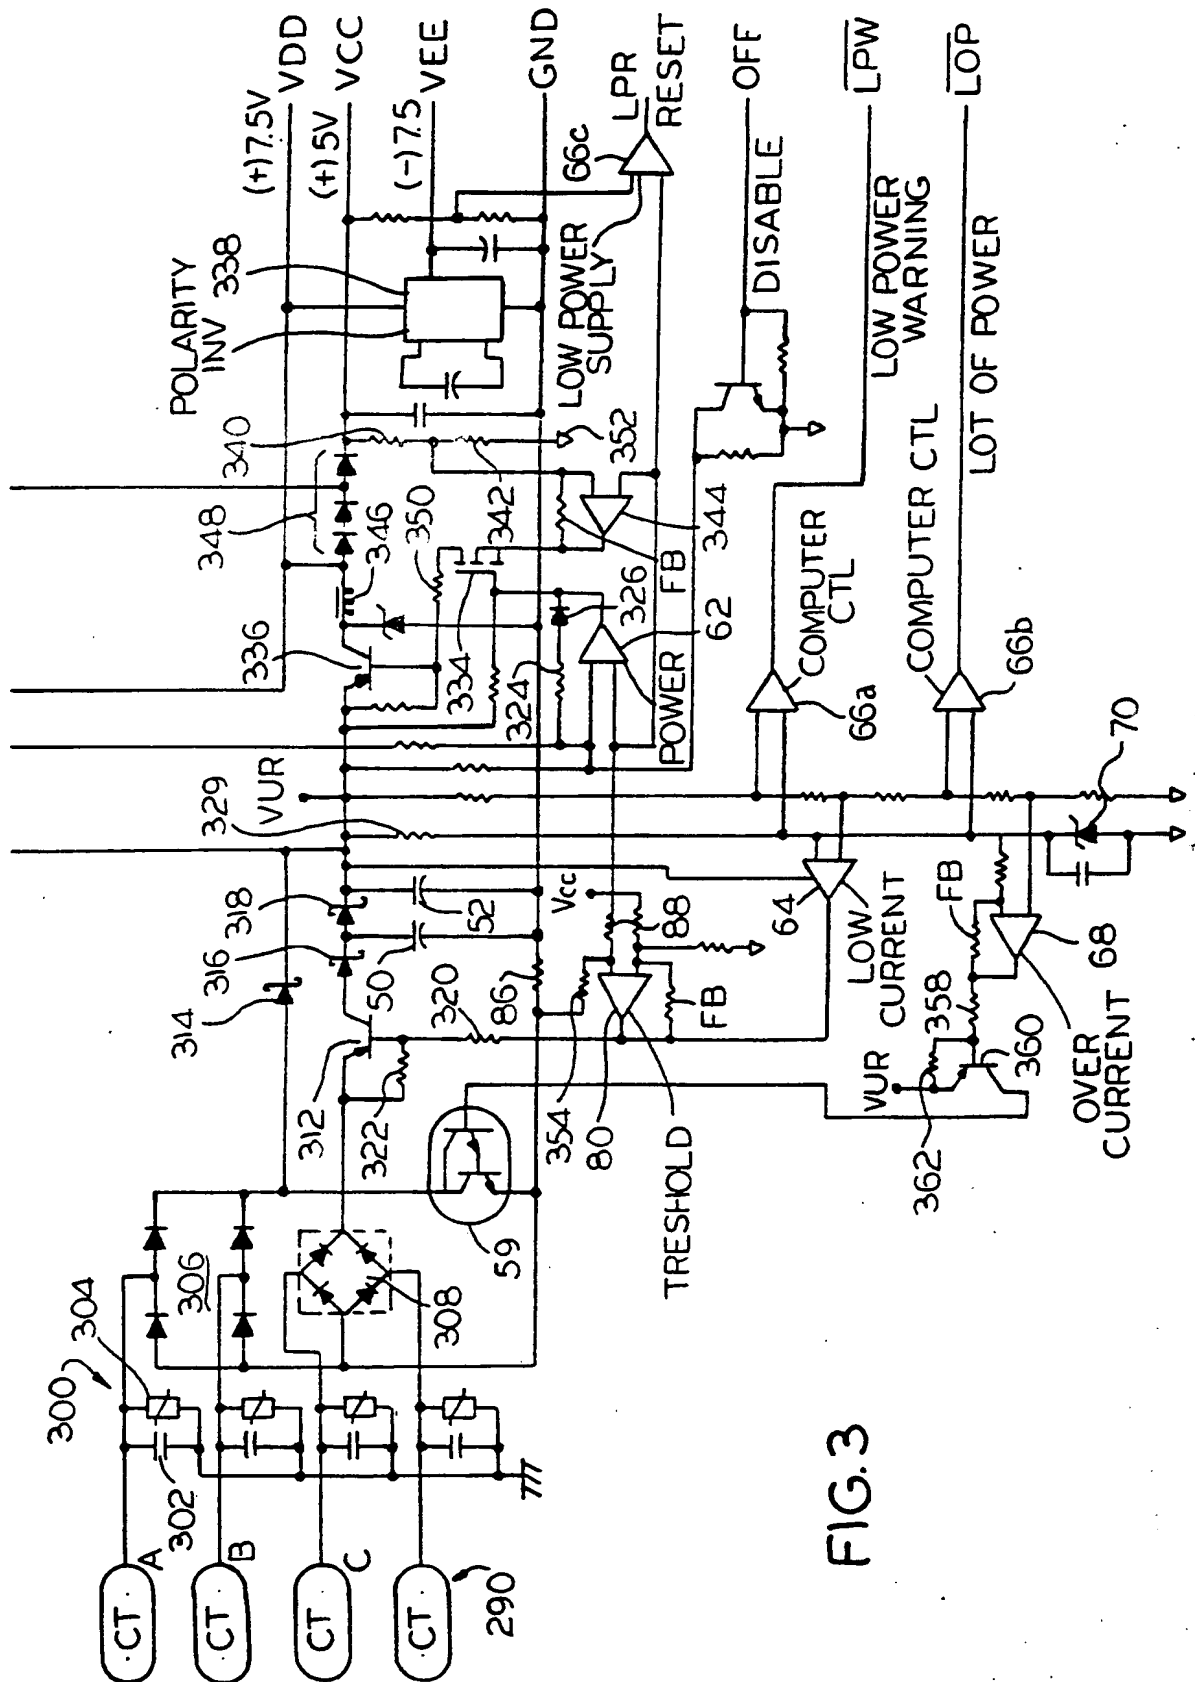 300
304
306
302
CT
A
CT
B
CT
C
CT
290
308
59
312
322
314
316
318
50
52
320
86
354
80
TRESHOLD
FB
88
Vcc
329
VUR
336
346
348
340
350
342
334
324
326
FB
344
62
POWER
352
POLARITY
INV
338
(+)7.5V
VDD
(+)5V
VCC
(-)7.5
VEE
GND
66c
LPR
RESET
LOW POWER
SUPPLY
OFF
DISABLE
LPW
LOW POWER
WARNING
COMPUTER
CTL
66a
LOP
LOT OF POWER
COMPUTER CTL
66b
70
64
LOW
CURRENT
FB
68
358
VUR
360
362
OVER
CURRENT
FIG.3